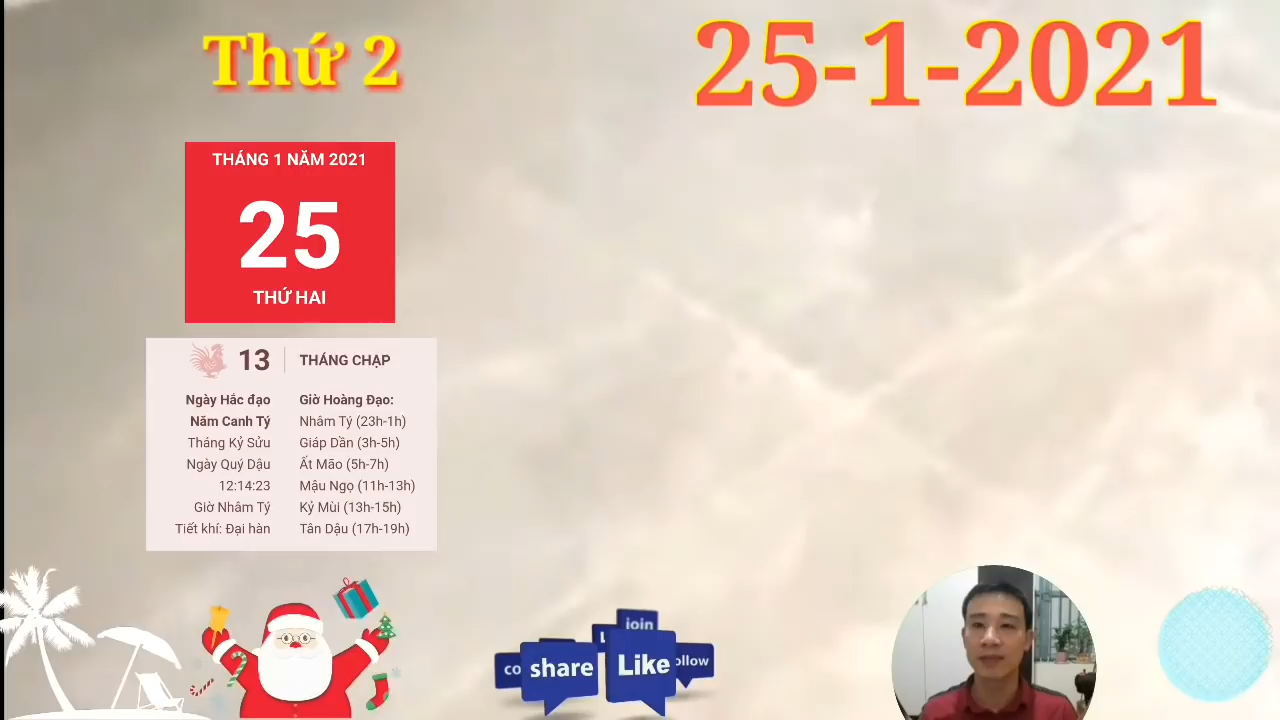 Thứ 2
25-1-2021
THÁNG 1 NĂM 2021
25
THỨ HAI
13
THÁNG CHẠP
Ngày Hắc đạo
Giờ Hoàng Đạo:
Năm Canh Tý
Nhâm Tý (23h-1h)
Tháng Kỷ Sửu
Giáp Dần (3h-5h)
Ngày Quý Dậu
Ất Mão (5h-7h)
12:14:23
Mậu Ngọ (11h-13h)
Giờ Nhâm Tý
Kỷ Mùi (13h-15h)
Tiết khí: Đại hàn
Tân Dậu (17h-19h)
join
share
Like
ollow
co
L